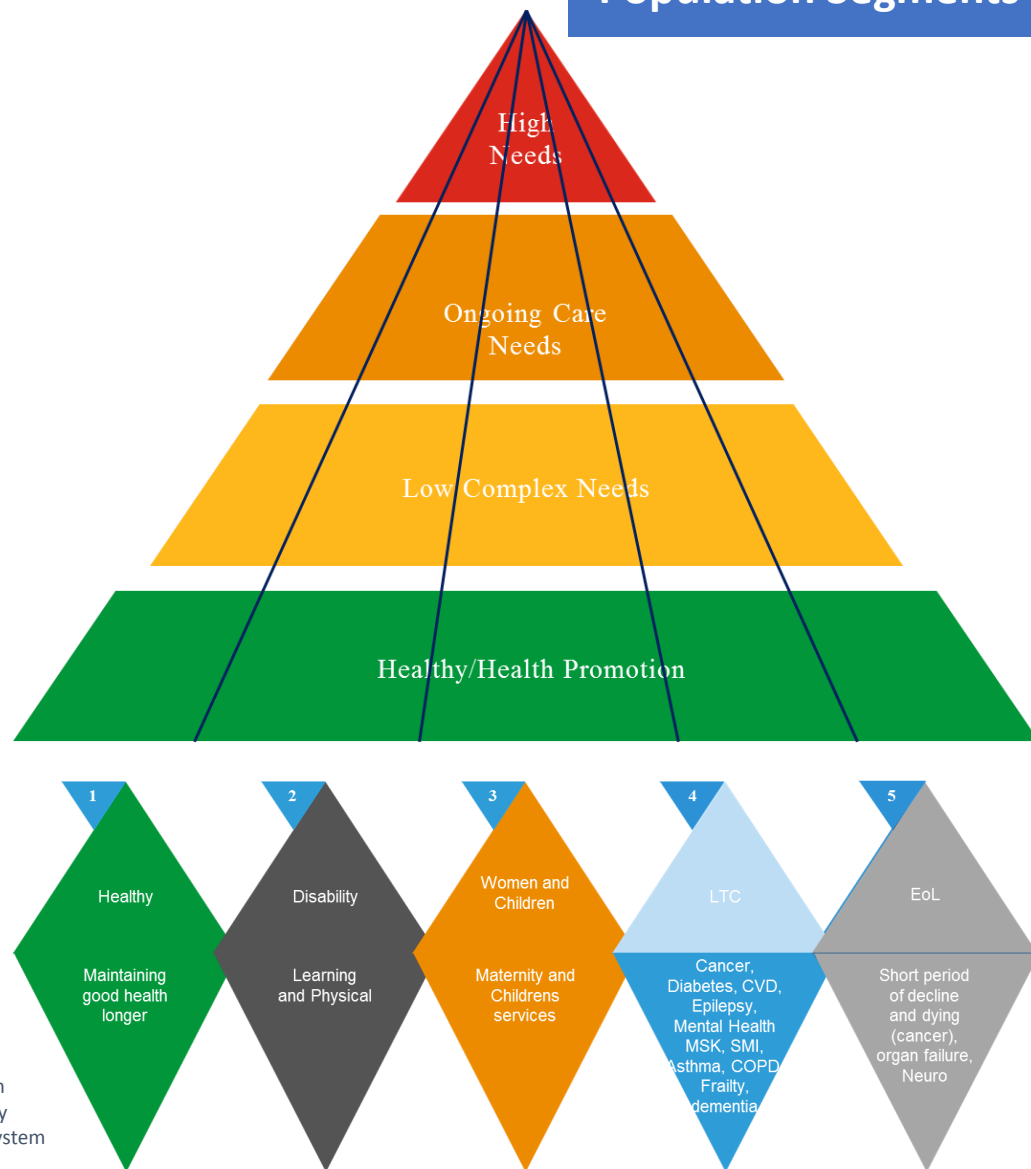 Population Segments
High
Needs
Ongoing Care
Needs
Low Complex Needs
Healthy/Health Promotion
1
2
3
4
5
Healthy
Disability
Women and
Children
LTC
EoL
Maintaining
good health
longer
Learning
and Physical
Maternity and
Childrens
services
Cancer,
Diabetes, CVD,
Epilepsy,
Mental Health
MSK, SMI,
Asthma, COPD
Frailty,
dementia
Short period
of decline
and dying
(cancer),
organ failure,
Neuro